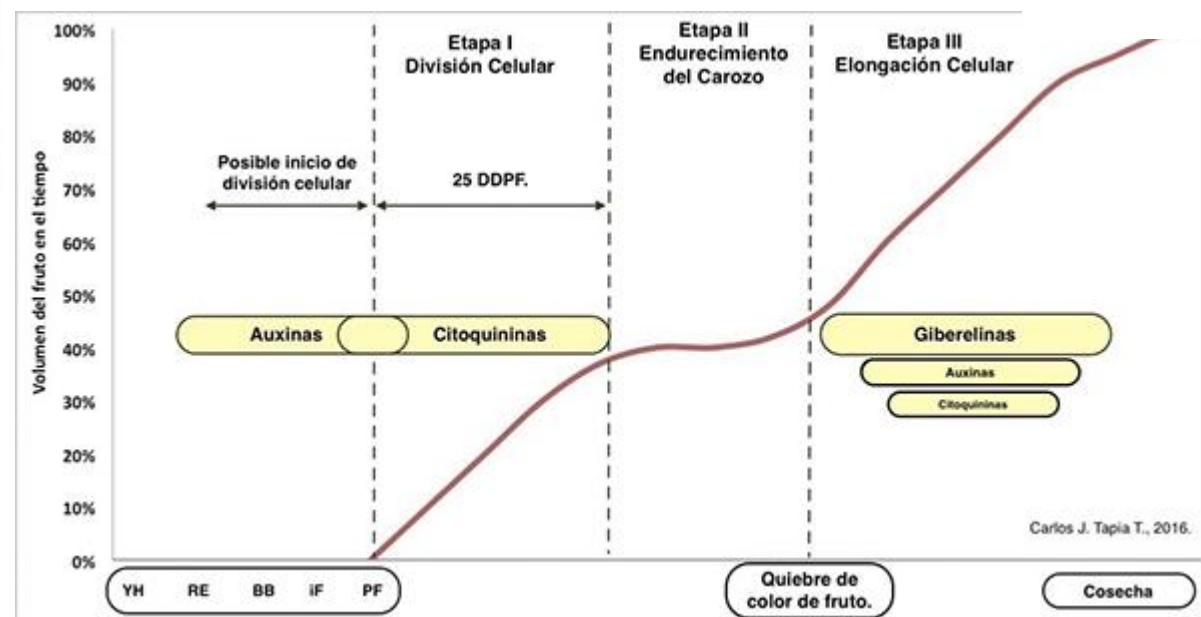 100%
90%
80%
70%
60%
50%
40%
30%
20%
10%
0%
Volumen del fruto en el tiempo
Etapa I
División Celular
Etapa II
Endurecimiento
del Carozo
Etapa III
Elongación Celular
Posible inicio de
división celular
25 DDPF.
Auxinas
Citoquininas
Giberelinas
Auxinas
Citoquininas
Carlos J. Tapia T., 2016.
YH RE BB iF PF
Quiebre de
color de fruto.
Cosecha